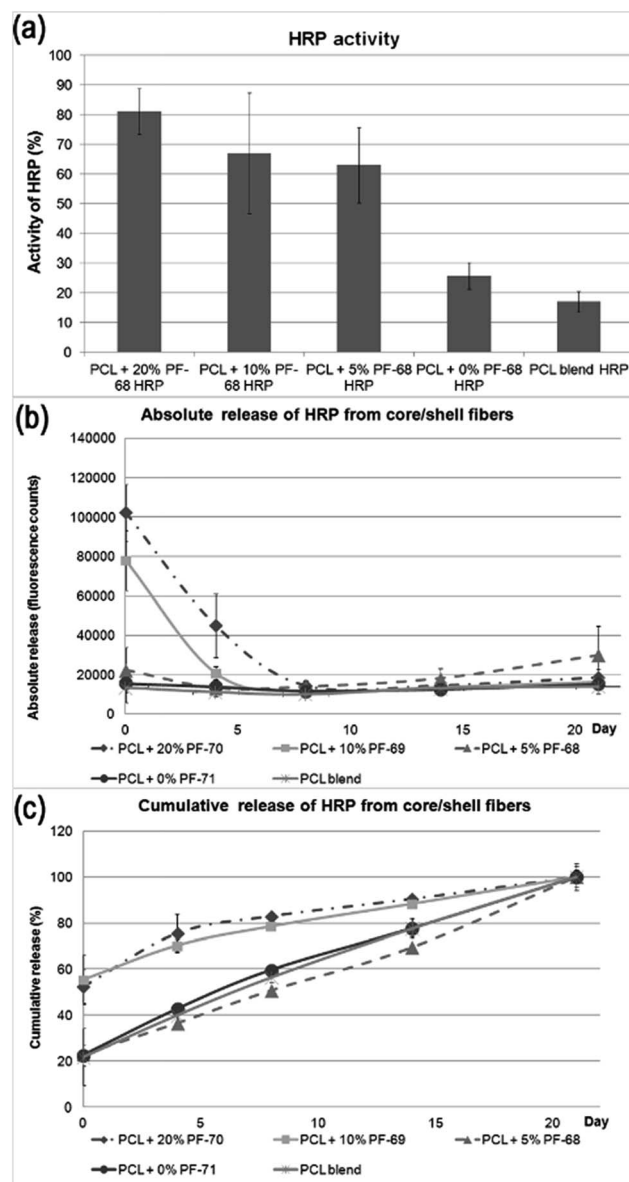 (a)
HRP activity
Activity of HRP (%)
100
90
80
70
60
50
40
30
20
10
0
PCL + 20% PF-
68 HRP
PCL + 10% PF-
68 HRP
PCL + 5% PF-68
HRP
PCL + 0% PF-68
HRP
PCL blend HRP
(b)
Absolute release of HRP from core/shell fibers
Absolute release (fluorescence counts)
140000
120000
100000
80000
60000
40000
20000
0
0
5
10
15
20
Day
PCL + 20% PF-70
PCL + 10% PF-69
PCL + 5% PF-68
PCL + 0% PF-71
PCL blend
(c)
Cumulative release of HRP from core/shell fibers
Cumulative release (%)
120
100
80
60
40
20
0
0
5
10
15
20
Day
PCL + 20% PF-70
PCL + 10% PF-69
PCL + 5% PF-68
PCL + 0% PF-71
PCL blend